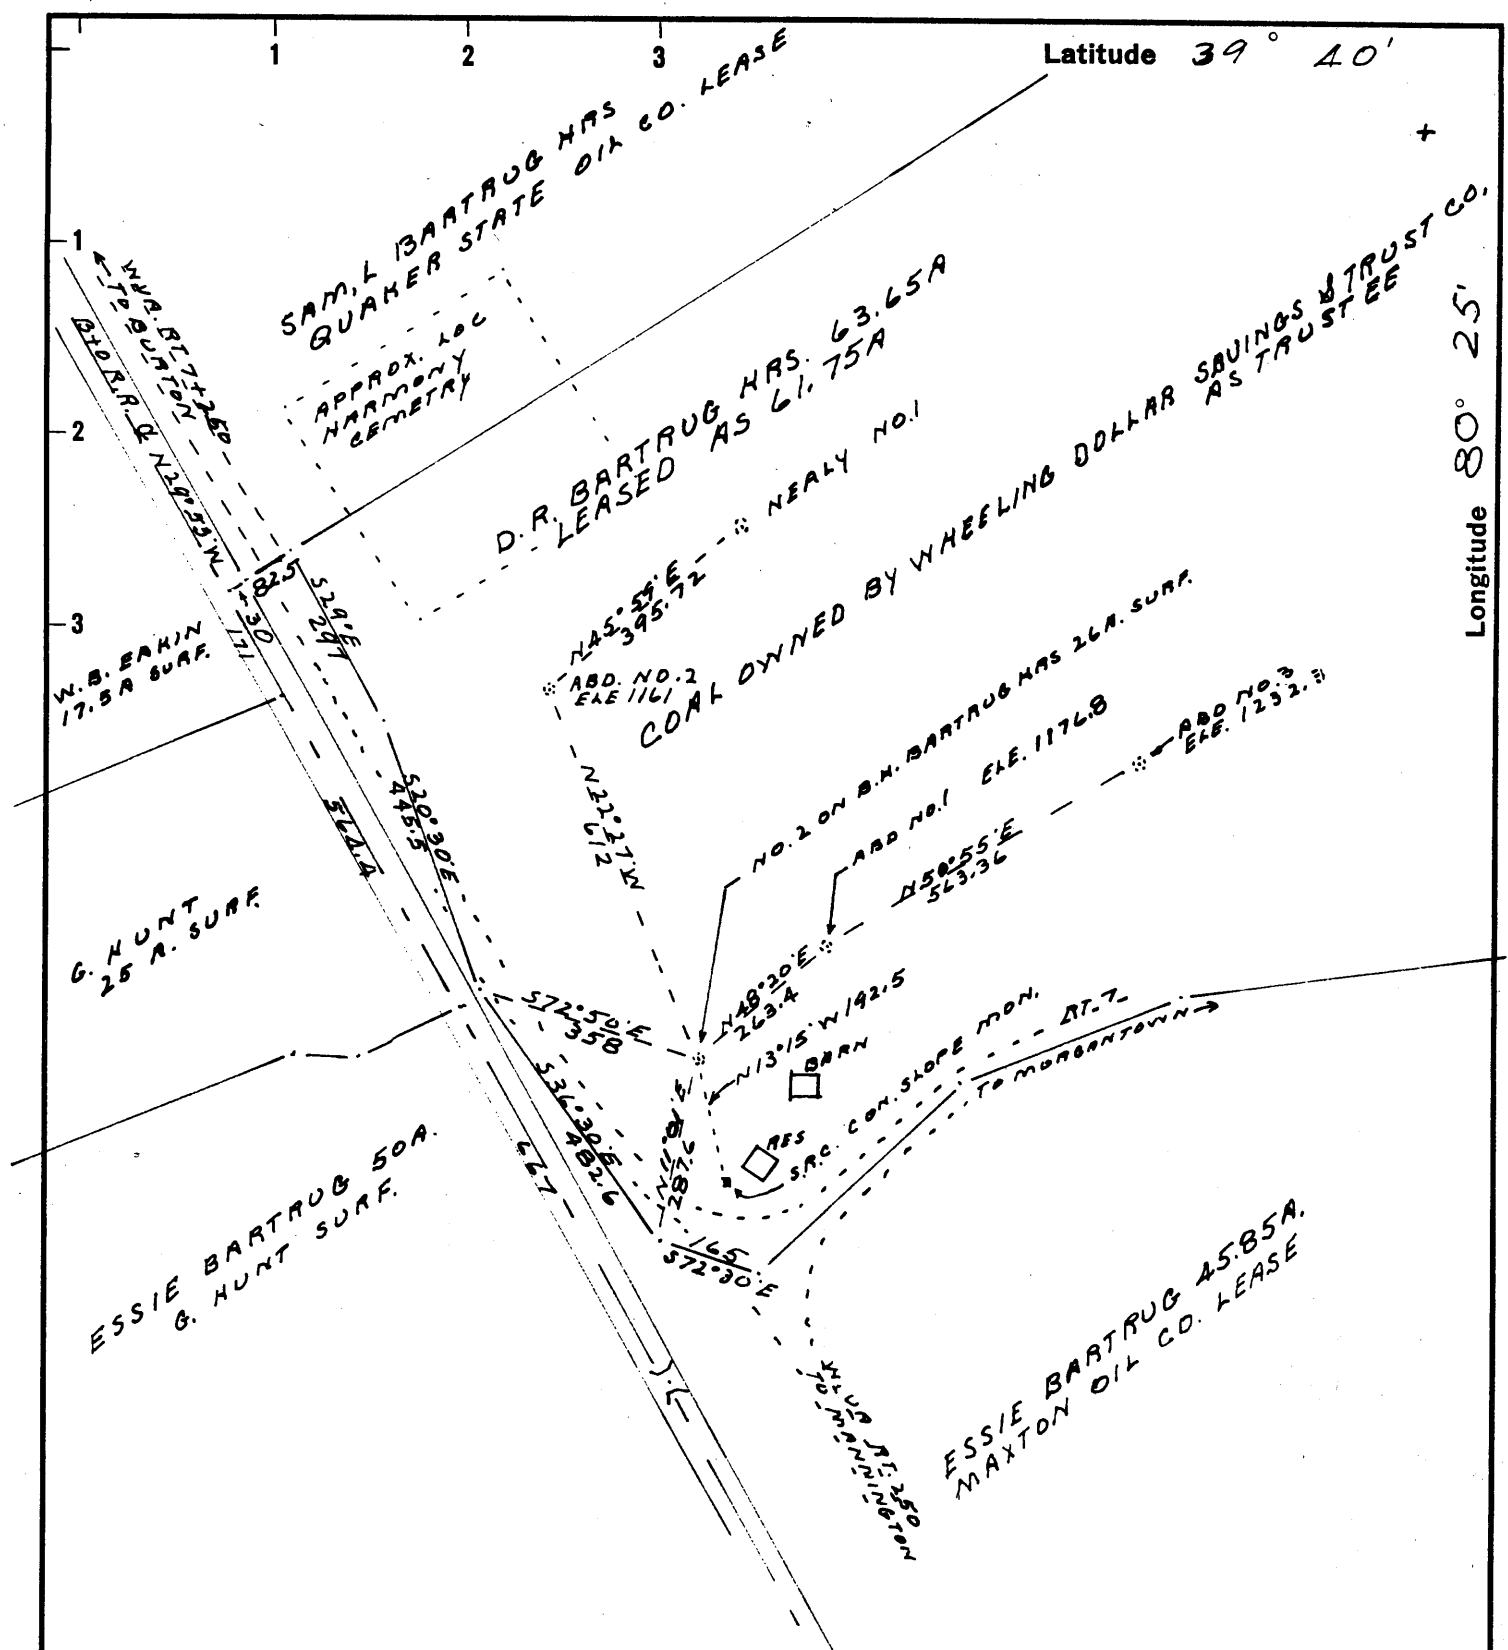 1 2 3
Latitude 39° 40'
Longitude 80° 25'
1
2
3
SAM, L BARTRUG HRS
QUAKER STATE OIL CO. LEASE
W.VA. RT. 7 + 250
TO BURTON
B+O R.R. ℄ N29°55'W
APPROX. LOC
HARMONY
CEMETRY
D. R. BARTRUG HRS. 63.65A
LEASED AS 61.75A
NEALY NO.1
COAL OWNED BY WHEELING DOLLAR SAVINGS & TRUST CO.
AS TRUSTEE
82.5
30
171
S29°E
297
W.B. EAKIN
17.5A SURF.
N45°59'E
395.72
ABD. NO. 2
ELE 1161
N22°27'W
612
NO. 2 ON B.H. BARTRUG HRS 26A. SURF.
ABD NO.1 ELE. 1176.8
ABD NO.3
ELE. 1232.3
S20°30'E
445.5
564.4
N50°55'E
563.36
G. HUNT
25 A. SURF.
N48°20'E
263.4
S72°50'E
358
N13°15'W 192.5
BARN
RES
S.R.C. CON. SLOPE MON.
RT. 7
TO MORGANTOWN
S36°30'E
482.6
287.6
667
165
S72°30'E
ESSIE BARTRUG 50A.
G. HUNT SURF.
ESSIE BARTRUG 45.85A.
MAXTON OIL CO. LEASE
W.VA RT. 250
TO MANNINGTON